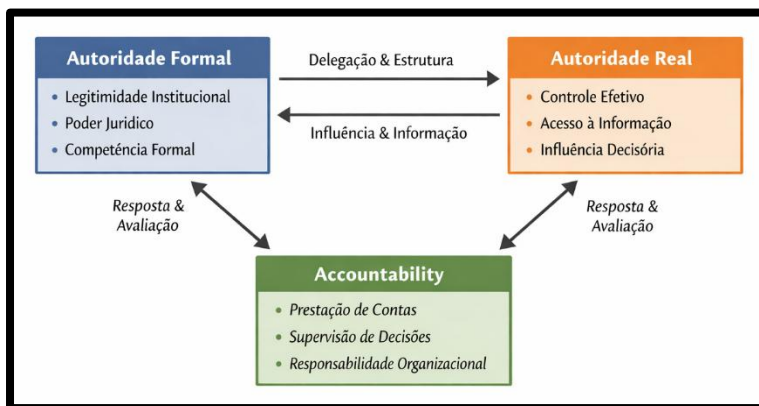 Autoridade Formal
• Legitimidade Institucional
• Poder Jurídico
• Competéncia Formal
Delegação & Estrutura
Influência & Informação
Autoridade Real
• Controle Efetivo
• Acesso à Informação
• Influência Decisória
Resposta &
Avaliação
Resposta &
Avaliação
Accountability
• Prestação de Contas
• Supervisão de Decisões
• Responsabilidade Organizacional